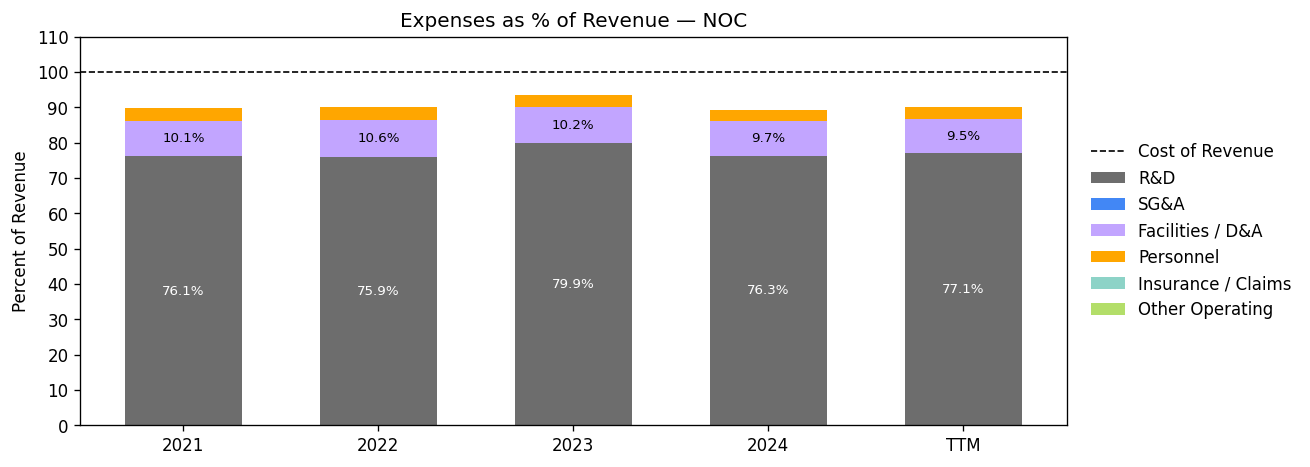 Expenses as % of Revenue — NOC
Percent of Revenue
110
100
90
80
70
60
50
40
30
20
10
0
10.1%
10.6%
10.2%
9.7%
9.5%
76.1%
75.9%
79.9%
76.3%
77.1%
2021
2022
2023
2024
TTM
Cost of Revenue
R&D
SG&A
Facilities / D&A
Personnel
Insurance / Claims
Other Operating